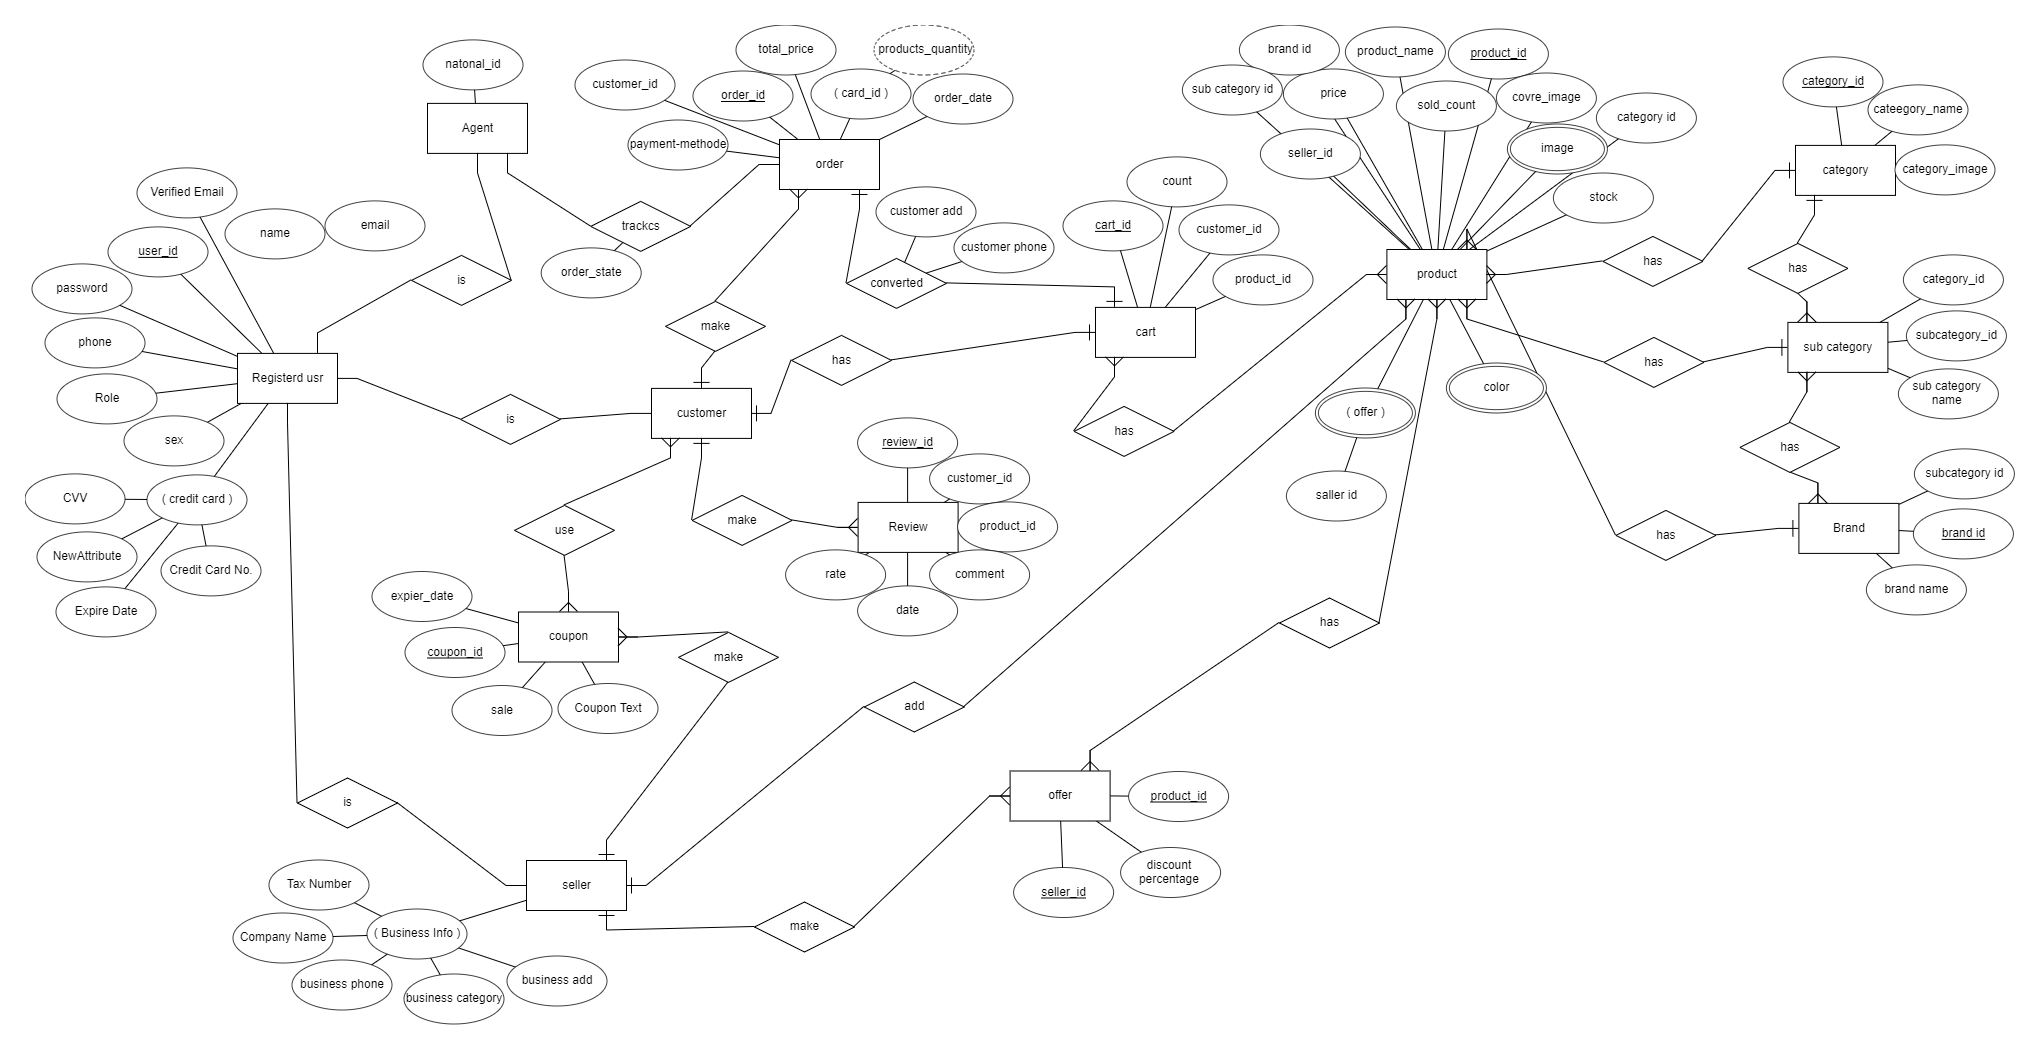 natonal_id
Agent
total_price
products_quantity
customer_id
order_id
( card_id )
order_date
payment-methode
order
trackcs
order_state
brand id
product_name
product_id
sub category id
price
sold_count
covre_image
category id
seller_id
image
stock
product
category_id
cateegory_name
category
category_image
has
has
Verified Email
user_id
name
email
password
phone
Registerd usr
Role
sex
is
CVV
( credit card )
NewAttribute
Credit Card No.
Expire Date
customer add
customer phone
converted
count
cart_id
customer_id
product_id
cart
make
has
customer
is
has
category_id
subcategory_id
sub category
sub category
name
has
( offer )
color
saller id
has
subcategory id
Brand
brand id
brand name
has
review_id
customer_id
make
Review
product_id
rate
comment
date
use
expier_date
coupon
coupon_id
sale
Coupon Text
make
has
add
is
offer
product_id
discount
percentage
seller_id
seller
make
Tax Number
Company Name
( Business Info )
business phone
business category
business add